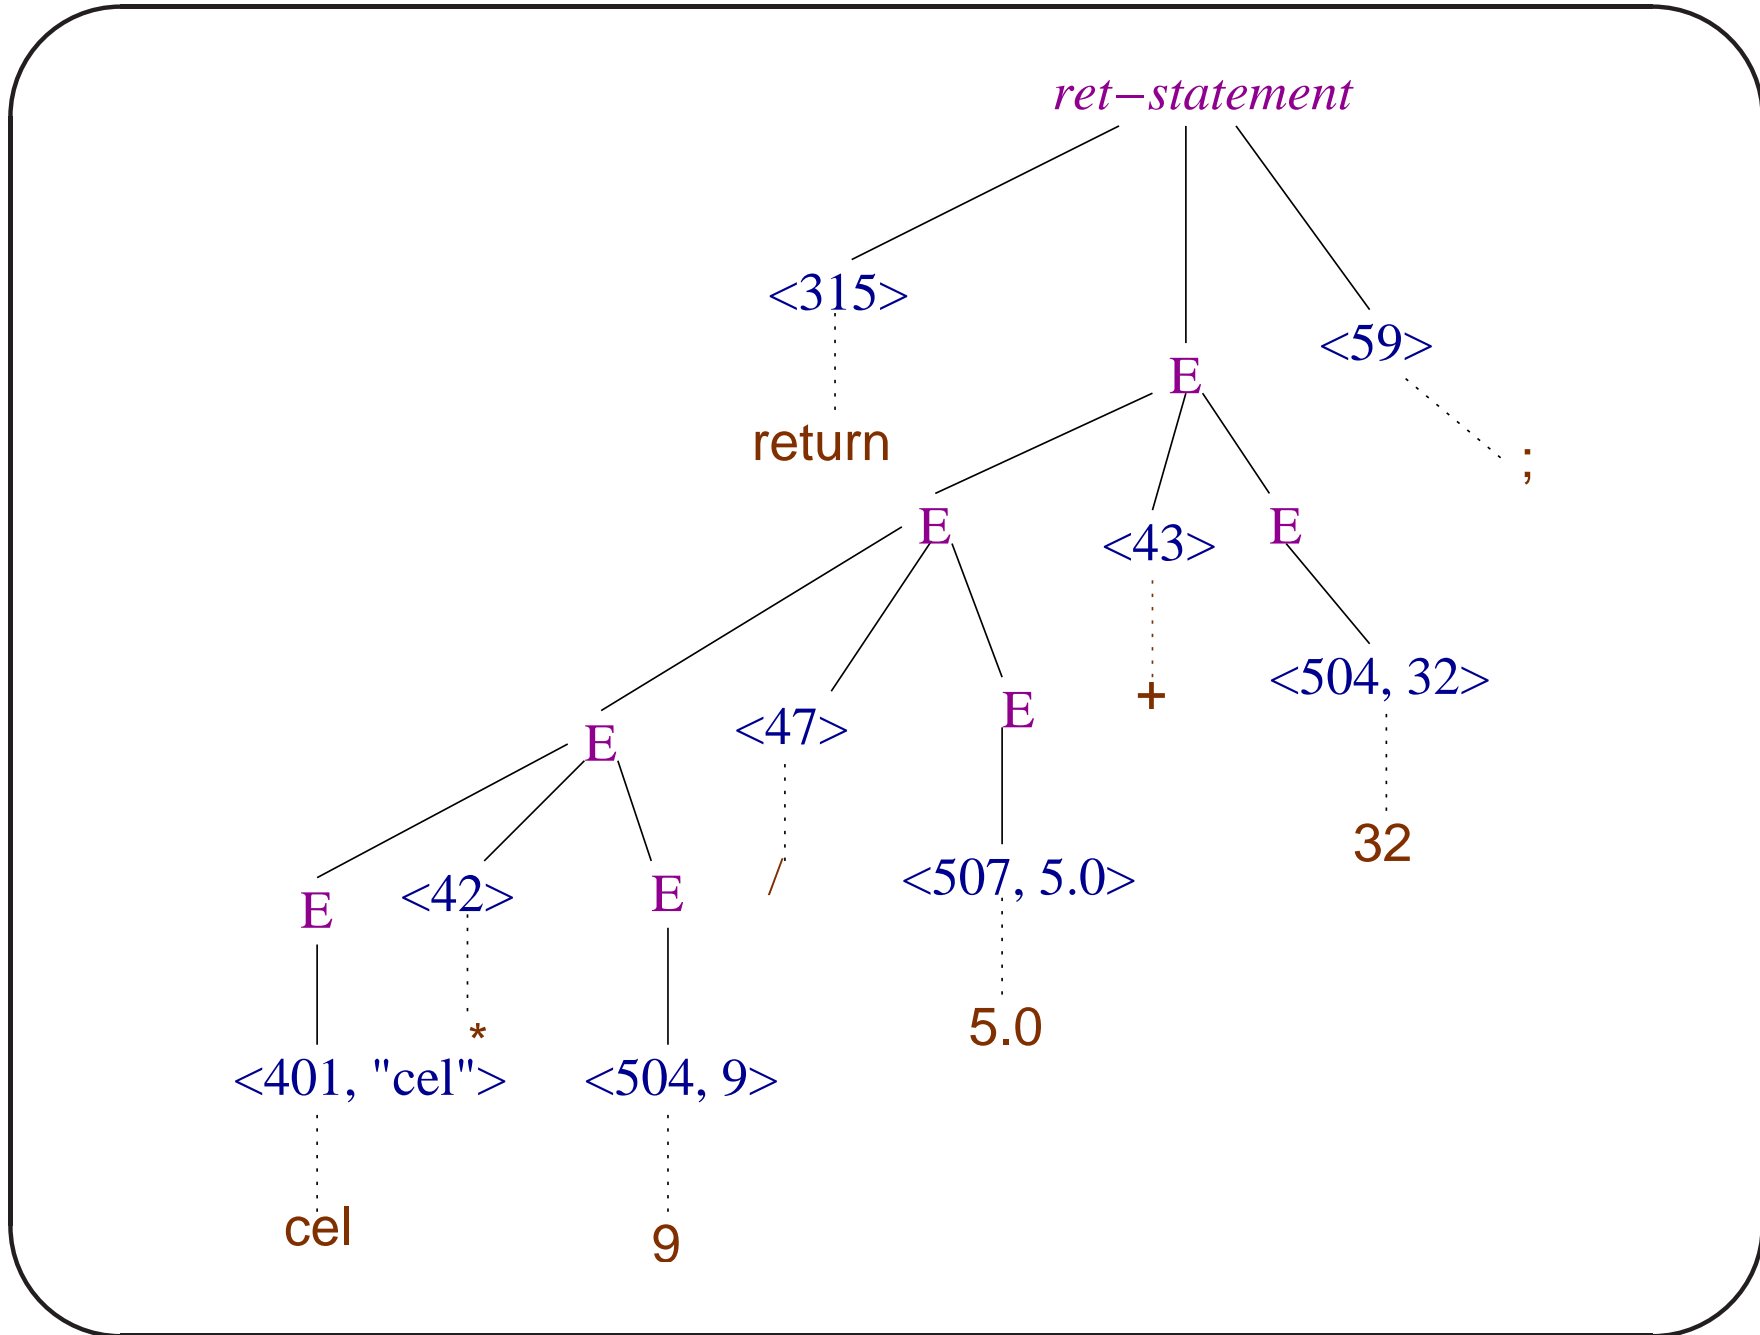 ret–statement
<315>
<59>
E
return
;
E
<43>
E
<504, 32>
+
E
<47>
E
32
<507, 5.0>
/
E
<42>
E
5.0
*
<401, "cel">
<504, 9>
cel
9